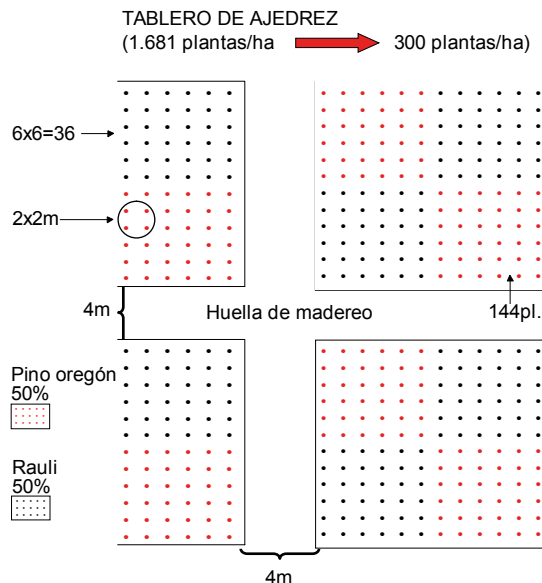 TABLERO DE AJEDREZ
(1.681 plantas/ha 300 plantas/ha)
6x6=36
2x2m
4m
Huella de madereo
144pl.
Pino oregón
50%
Rauli
50%
4m